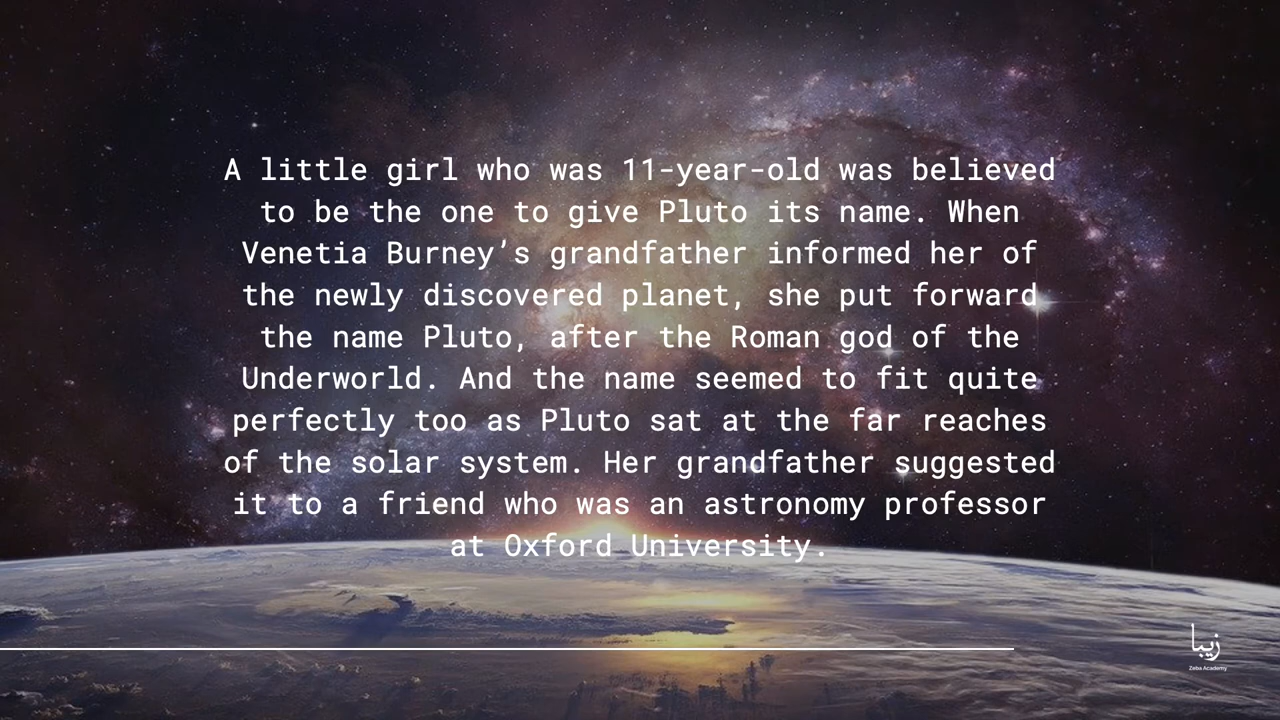 A little girl who was 11-year-old was believed
to be the one to give Pluto its name. When
Venetia Burney’s grandfather informed her of
the newly discovered planet, she put forward
the name Pluto, after the Roman god of the
Underworld. And the name seemed to fit quite
perfectly too as Pluto sat at the far reaches
of the solar system. Her grandfather suggested
it to a friend who was an astronomy professor
at Oxford University.
زیبا
Zeba Academy